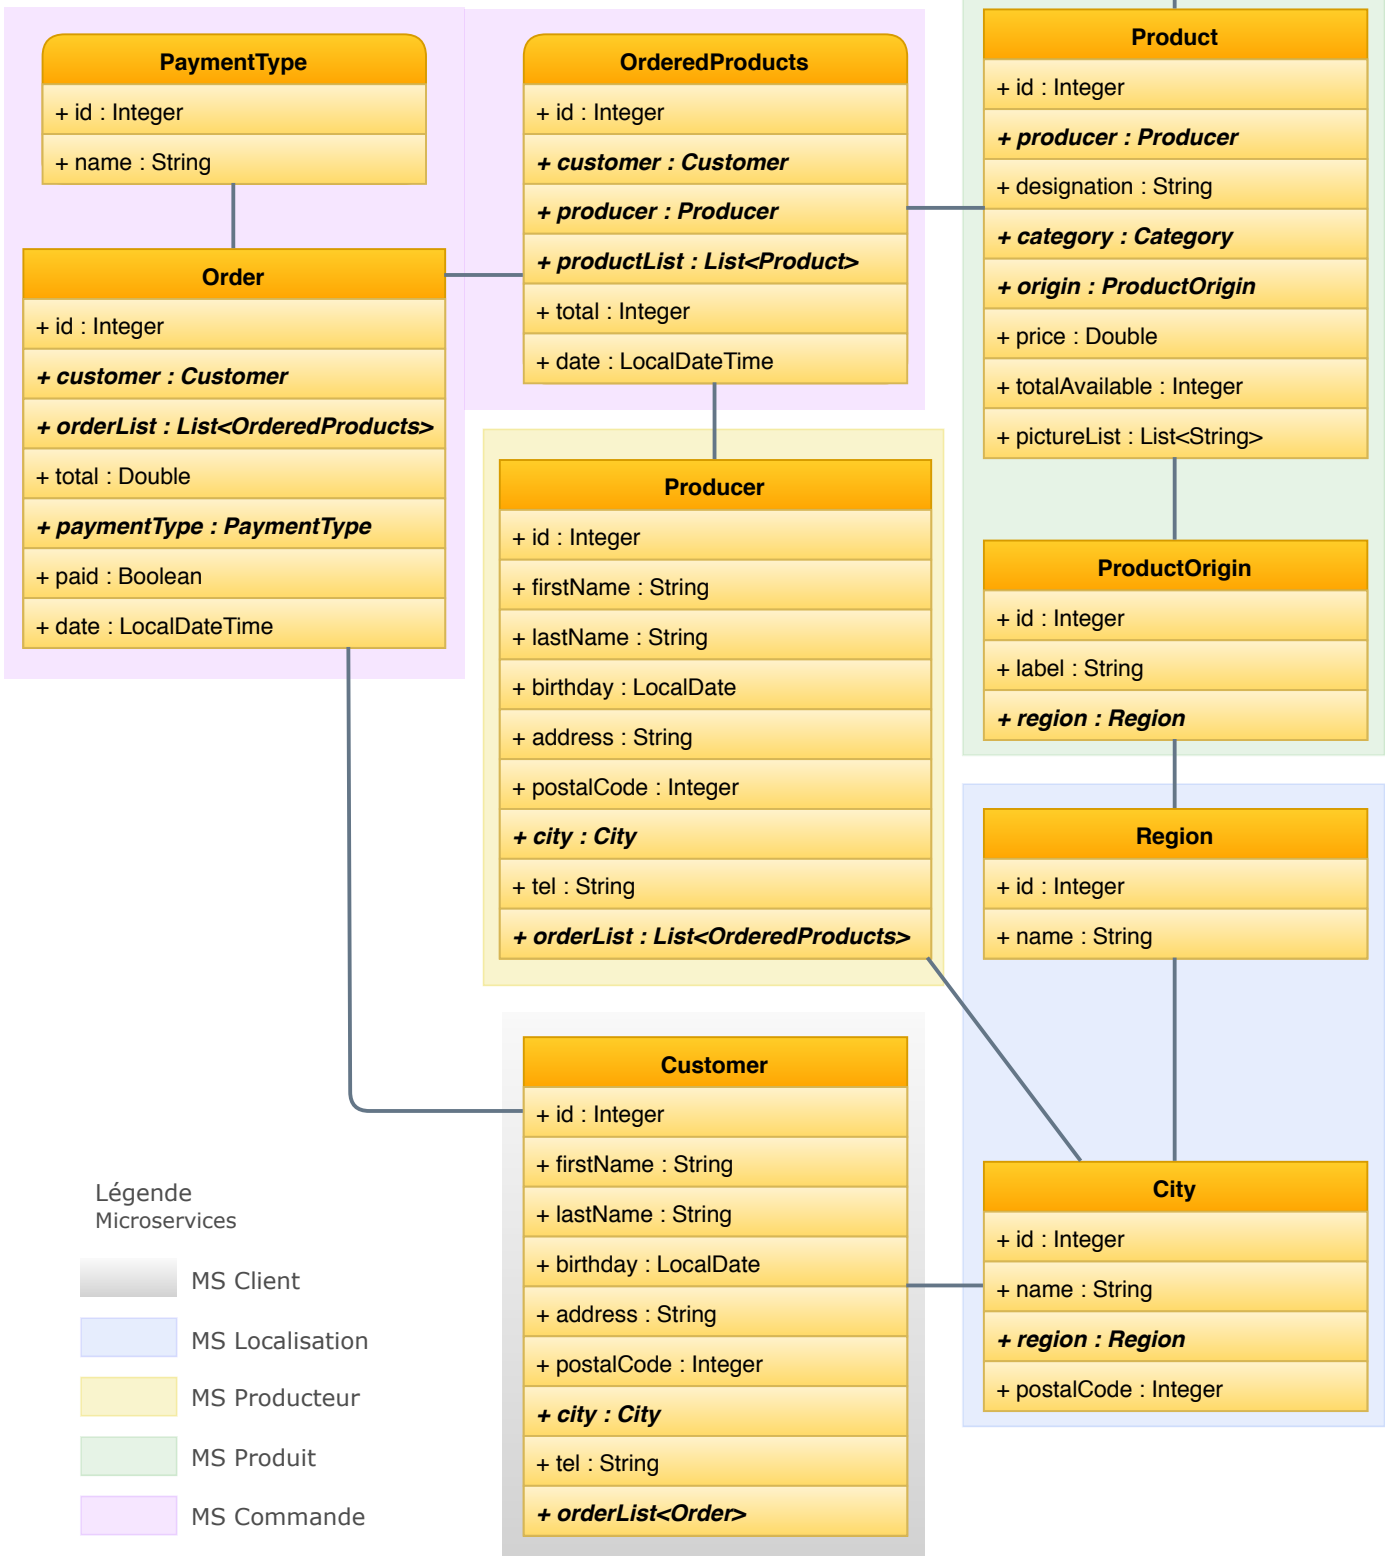 PaymentType
+ id : Integer
+ name : String
Order
+ id : Integer
+ customer : Customer
+ orderList : List<OrderedProducts>
+ total : Double
+ paymentType : PaymentType
+ paid : Boolean
+ date : LocalDateTime
OrderedProducts
+ id : Integer
+ customer : Customer
+ producer : Producer
+ productList : List<Product>
+ total : Integer
+ date : LocalDateTime
Product
+ id : Integer
+ producer : Producer
+ designation : String
+ category : Category
+ origin : ProductOrigin
+ price : Double
+ totalAvailable : Integer
+ pictureList : List<String>
Producer
+ id : Integer
+ firstName : String
+ lastName : String
+ birthday : LocalDate
+ address : String
+ postalCode : Integer
+ city : City
+ tel : String
+ orderList : List<OrderedProducts>
ProductOrigin
+ id : Integer
+ label : String
+ region : Region
Region
+ id : Integer
+ name : String
Customer
+ id : Integer
+ firstName : String
+ lastName : String
+ birthday : LocalDate
+ address : String
+ postalCode : Integer
+ city : City
+ tel : String
+ orderList<Order>
City
+ id : Integer
+ name : String
+ region : Region
+ postalCode : Integer
Légende
Microservices
MS Client
MS Localisation
MS Producteur
MS Produit
MS Commande